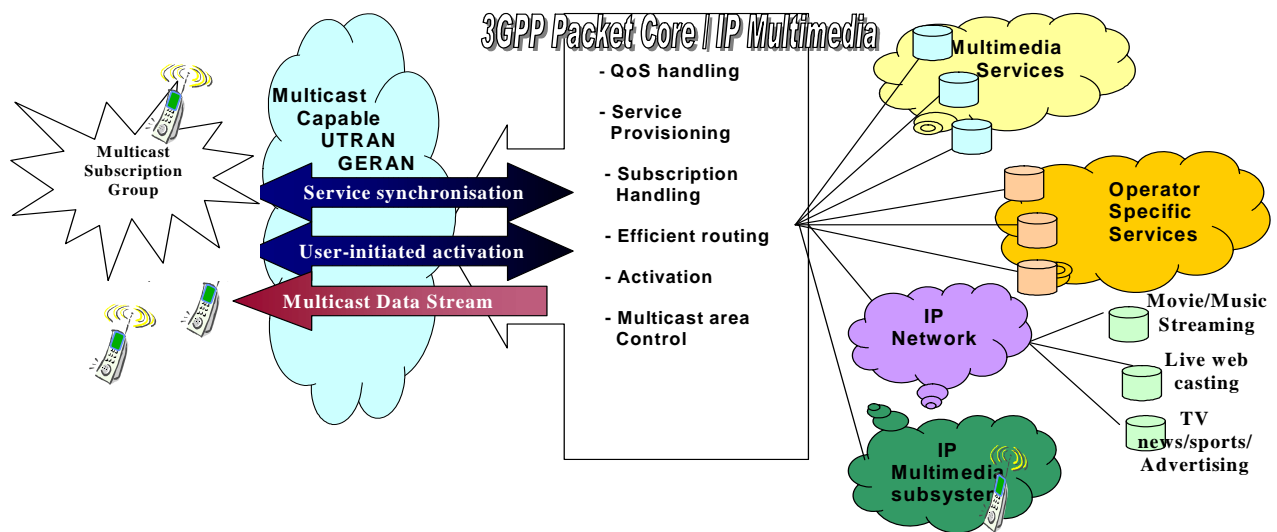 3GPP Packet Core / IP Multimedia
Multicast
Subscription
Group
Multicast
Capable
UTRAN
GERAN
Service synchronisation
User-initiated activation
Multicast Data Stream
- QoS handling
- Service
Provisioning
- Subscription
Handling
- Efficient routing
- Activation
- Multicast area
Control
Multimedia
Services
Operator
Specific
Services
IP
Network
Movie/Music
Streaming
Live web
casting
TV
news/sports/
Advertising
IP
Multimedia
subsystem